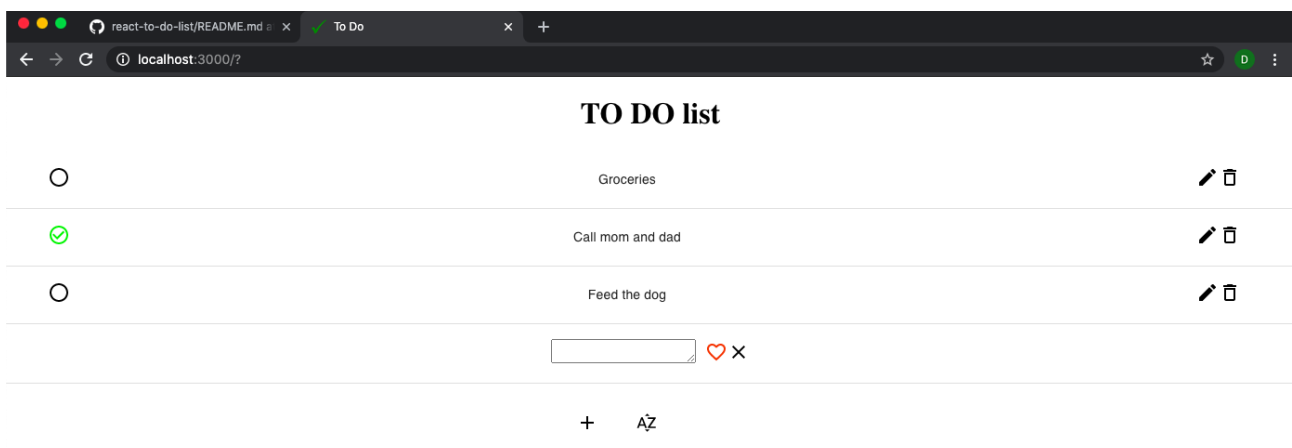 react-to-do-list/README.md a
To Do
localhost:3000/?
D
TO DO list
Groceries
Call mom and dad
Feed the dog
AZ